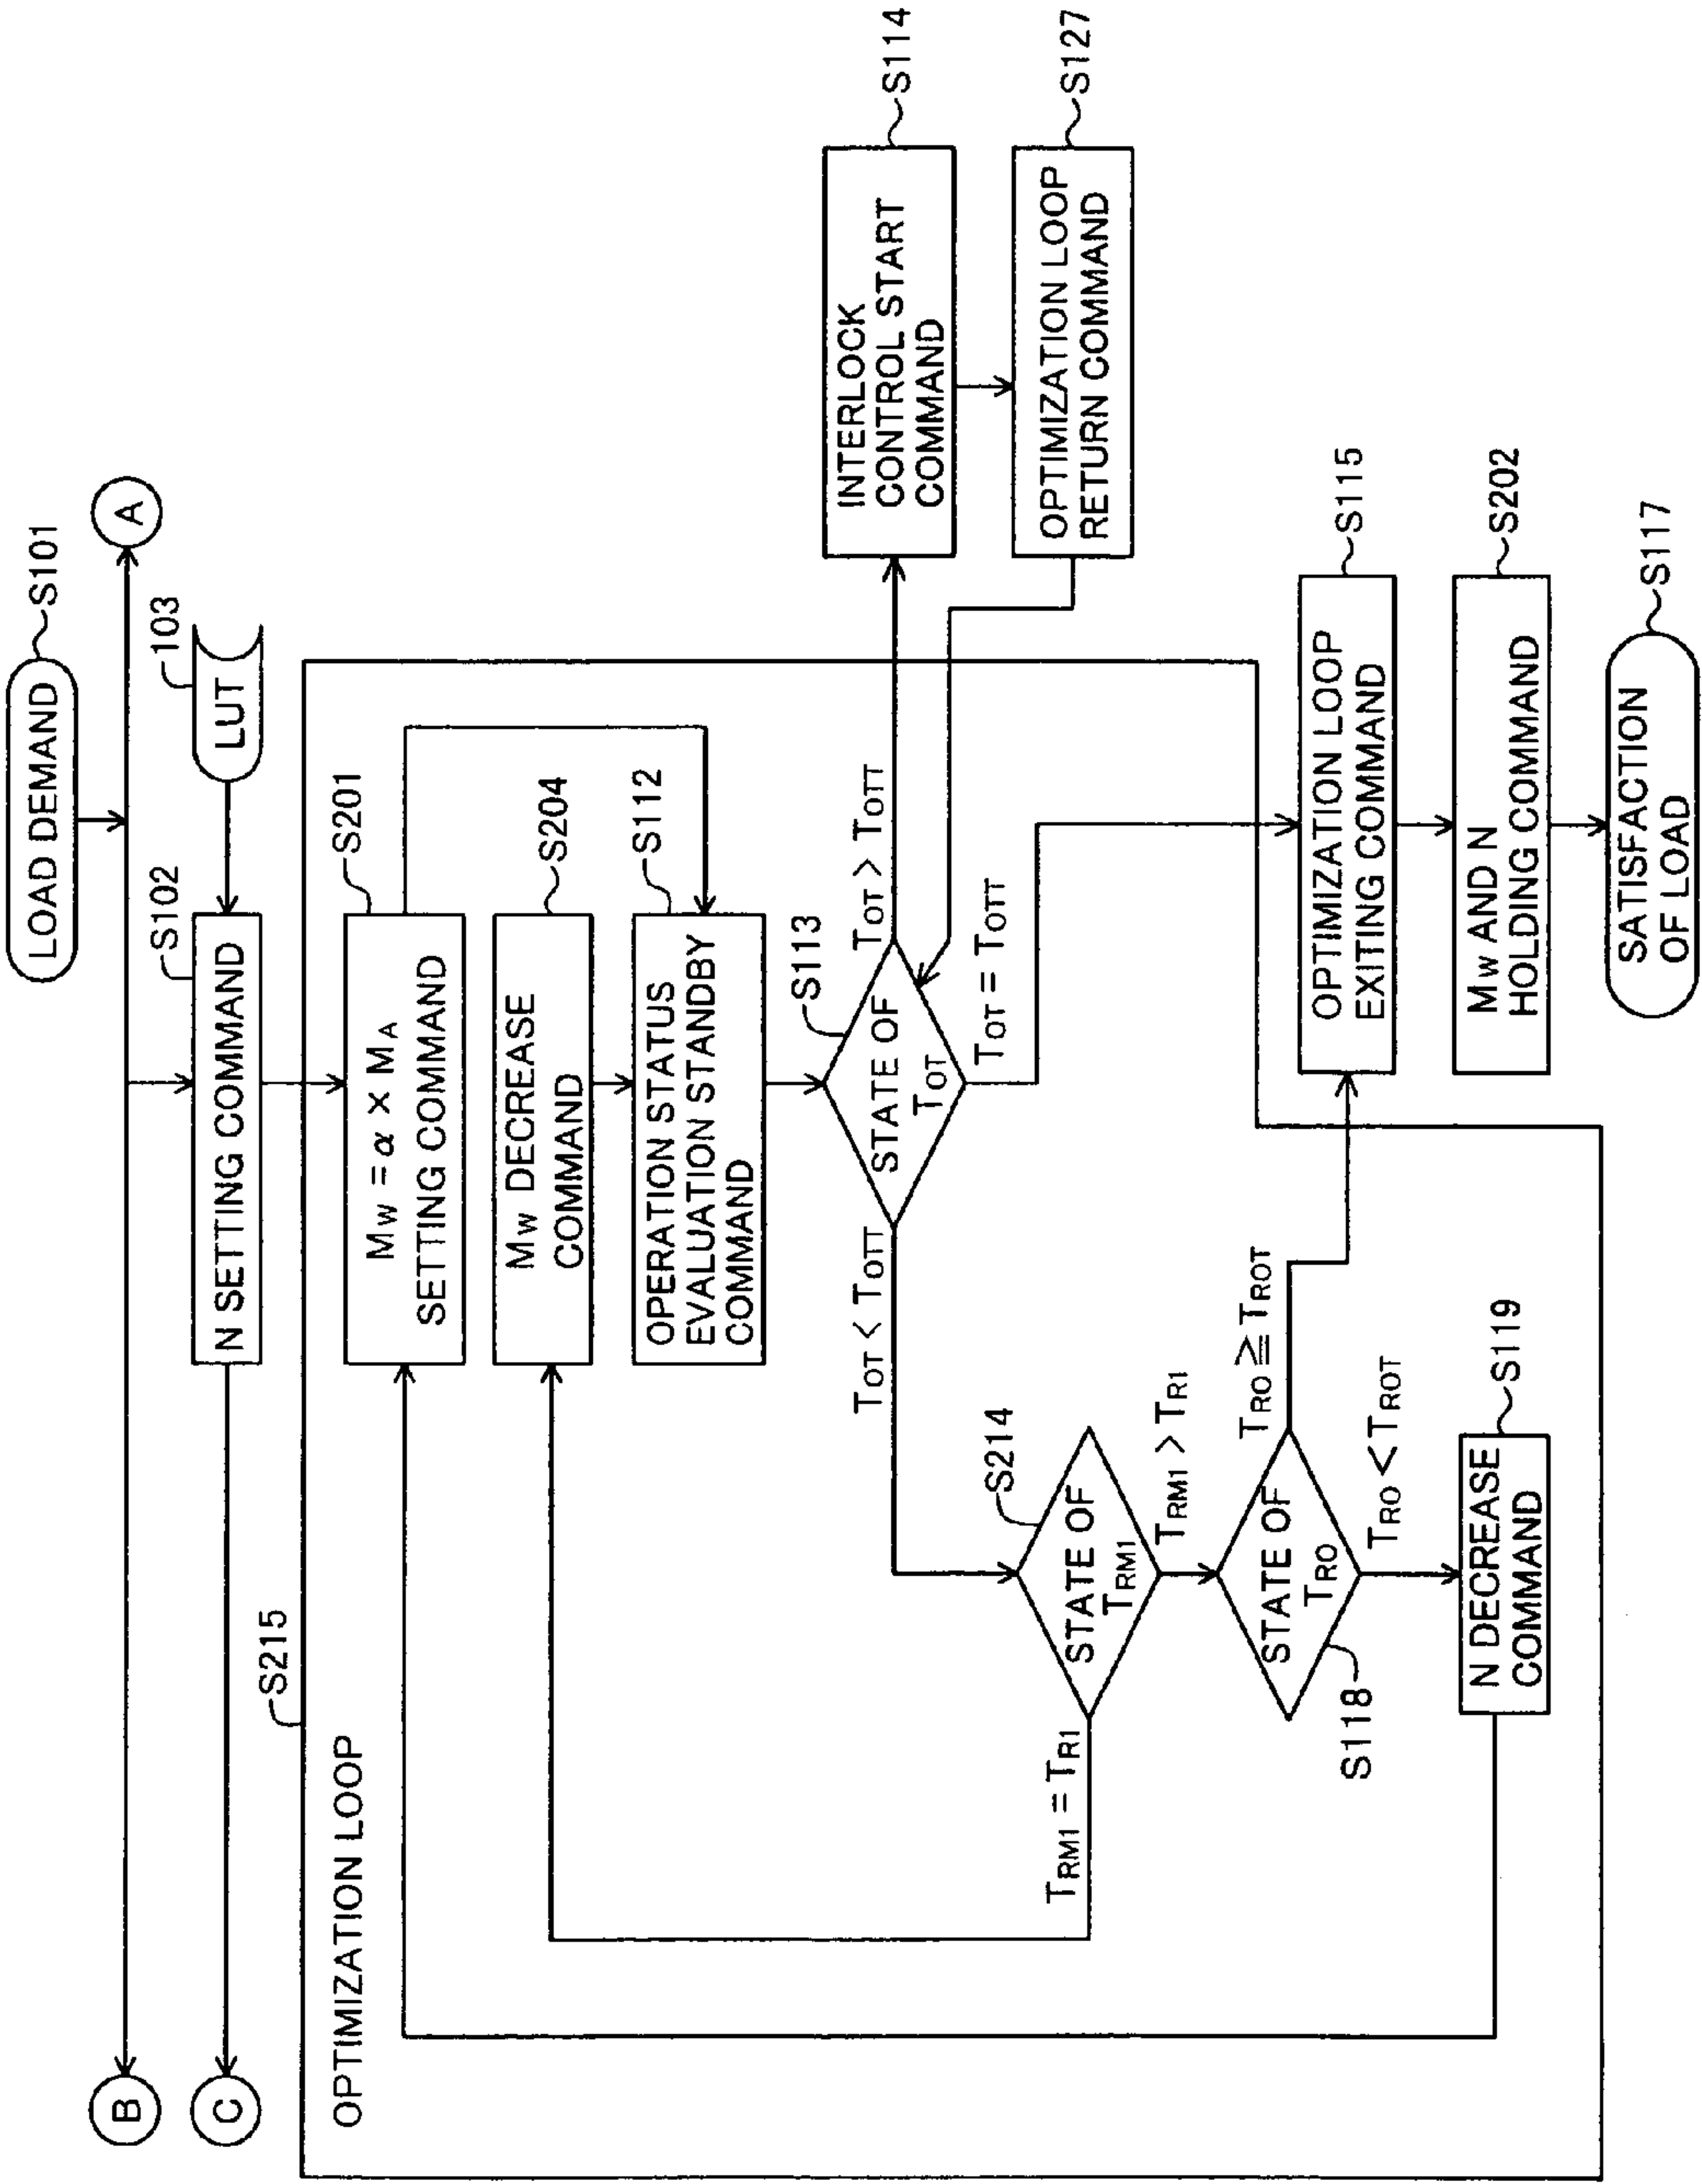 LOAD DEMAND
S101
A
B
C
S102
N SETTING COMMAND
103
LUT
S215
OPTIMIZATION LOOP
S201
Mw = α × MA
SETTING COMMAND
S204
Mw DECREASE
COMMAND
S112
OPERATION STATUS
EVALUATION STANDBY
COMMAND
S113
STATE OF
TOT
TOT > TOTT
TOT = TOTT
TOT < TOTT
INTERLOCK
CONTROL START
COMMAND
S114
OPTIMIZATION LOOP
RETURN COMMAND
S127
S214
STATE OF
TRM1
TRM1 = TR1
TRM1 > TR1
STATE OF
TRO
S118
TRO ≧ TROT
TRO < TROT
N DECREASE
COMMAND
S119
OPTIMIZATION LOOP
EXITING COMMAND
S115
Mw AND N
HOLDING COMMAND
S202
SATISFACTION
OF LOAD
S117